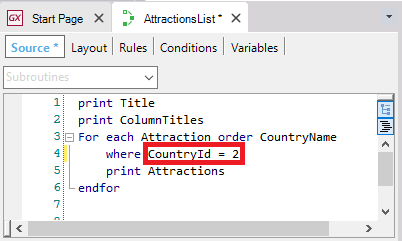 GX Start Page AttractionsList *
Source * Layout Rules Conditions Variables
Subroutines
1 print Title
2 print ColumnTitles
3 For each Attraction order CountryName
4 where CountryId = 2
5 print Attractions
6 endfor